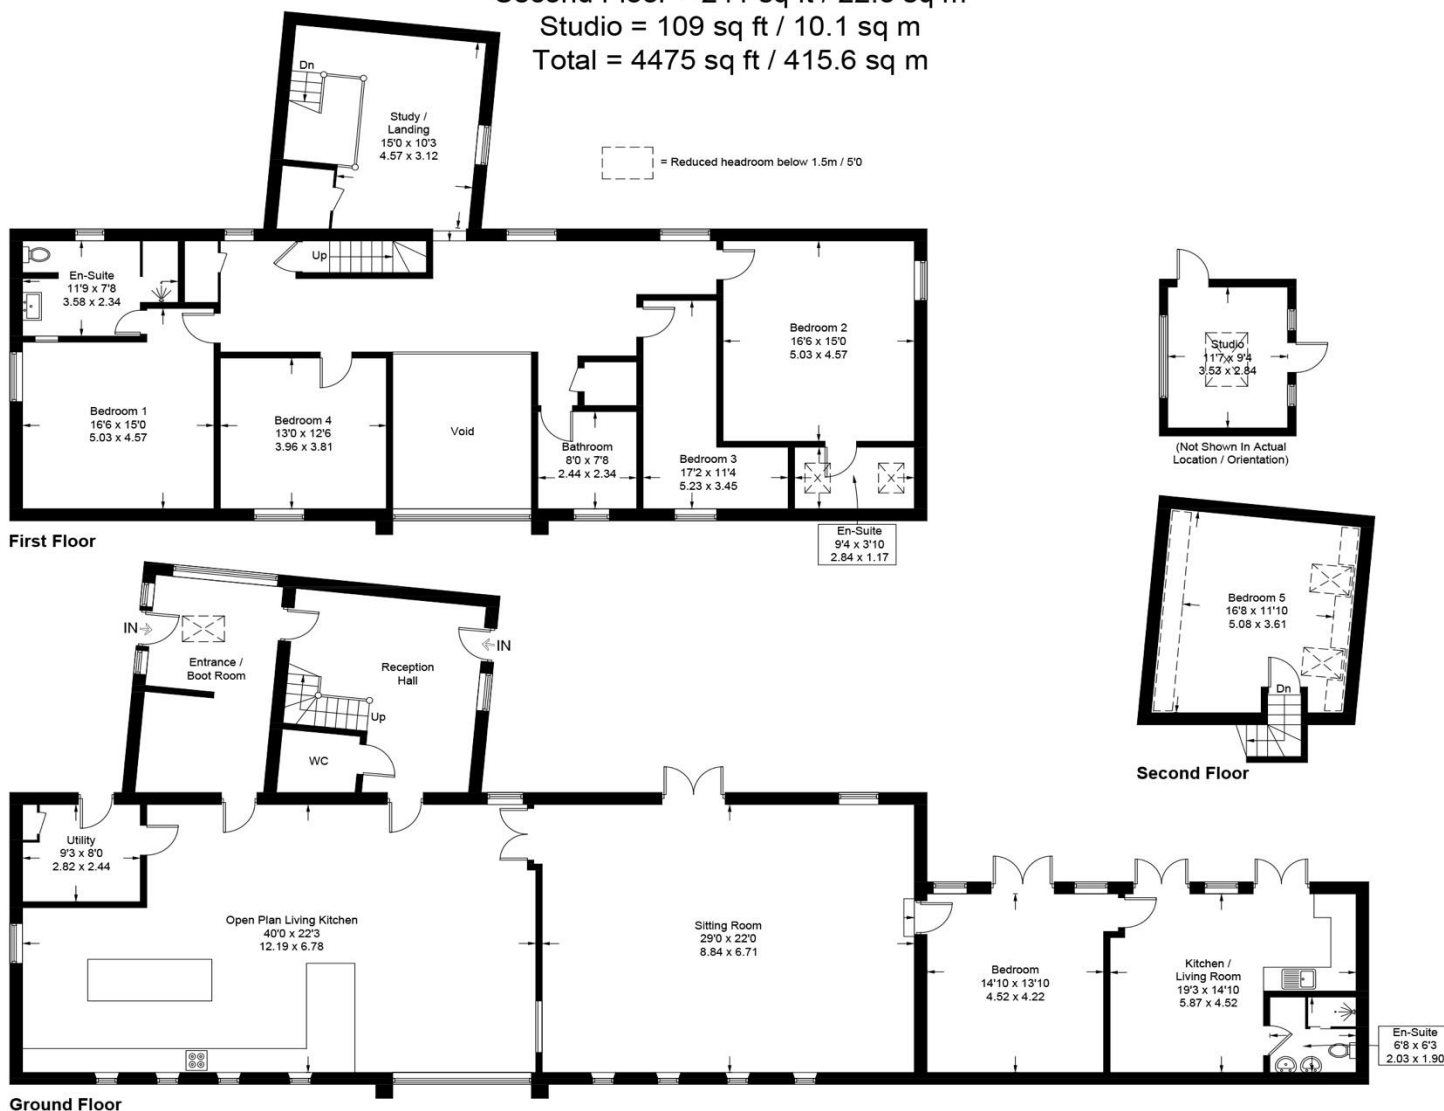 Studio = 109 sq ft / 10.1 sq m
Total = 4475 sq ft / 415.6 sq m
Dn
Study /
Landing
15'0 x 10'3
4.57 x 3.12
= Reduced headroom below 1.5m / 5'0
Up
En-Suite
11'9 x 7'8
3.58 x 2.34
Bedroom 1
16'6 x 15'0
5.03 x 4.57
Bedroom 4
13'0 x 12'6
3.96 x 3.81
Void
Bathroom
8'0 x 7'8
2.44 x 2.34
Bedroom 3
17'2 x 11'4
5.23 x 3.45
Bedroom 2
16'6 x 15'0
5.03 x 4.57
En-Suite
9'4 x 3'10
2.84 x 1.17
First Floor
Studio
11'7 x 9'4
3.53 x 2.84
(Not Shown In Actual
Location / Orientation)
Bedroom 5
16'8 x 11'10
5.08 x 3.61
Dn
Second Floor
IN
Entrance /
Boot Room
Reception
Hall
IN
Up
WC
Utility
9'3 x 8'0
2.82 x 2.44
Open Plan Living Kitchen
40'0 x 22'3
12.19 x 6.78
Sitting Room
29'0 x 22'0
8.84 x 6.71
Bedroom
14'10 x 13'10
4.52 x 4.22
Kitchen /
Living Room
19'3 x 14'10
5.87 x 4.52
En-Suite
6'8 x 6'3
2.03 x 1.90
Ground Floor